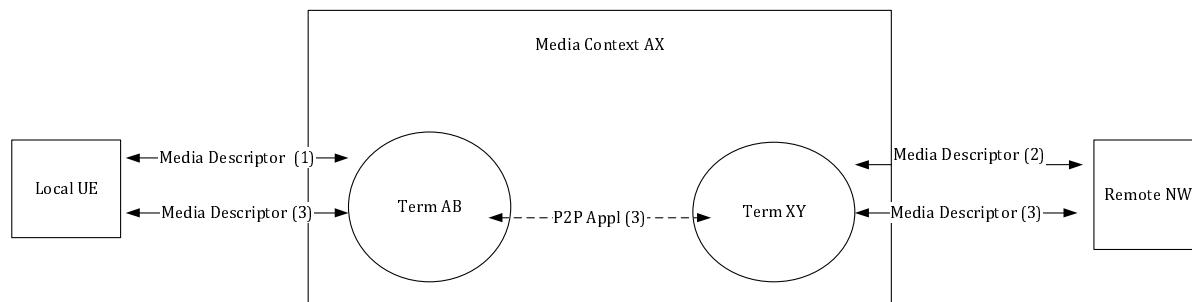 Media Context AX
Media Descriptor (1)
Media Descriptor (2)
Local UE
Term AB
Term XY
Remote NW
Media Descriptor (3)
P2P Appl (3)
Media Descriptor (3)